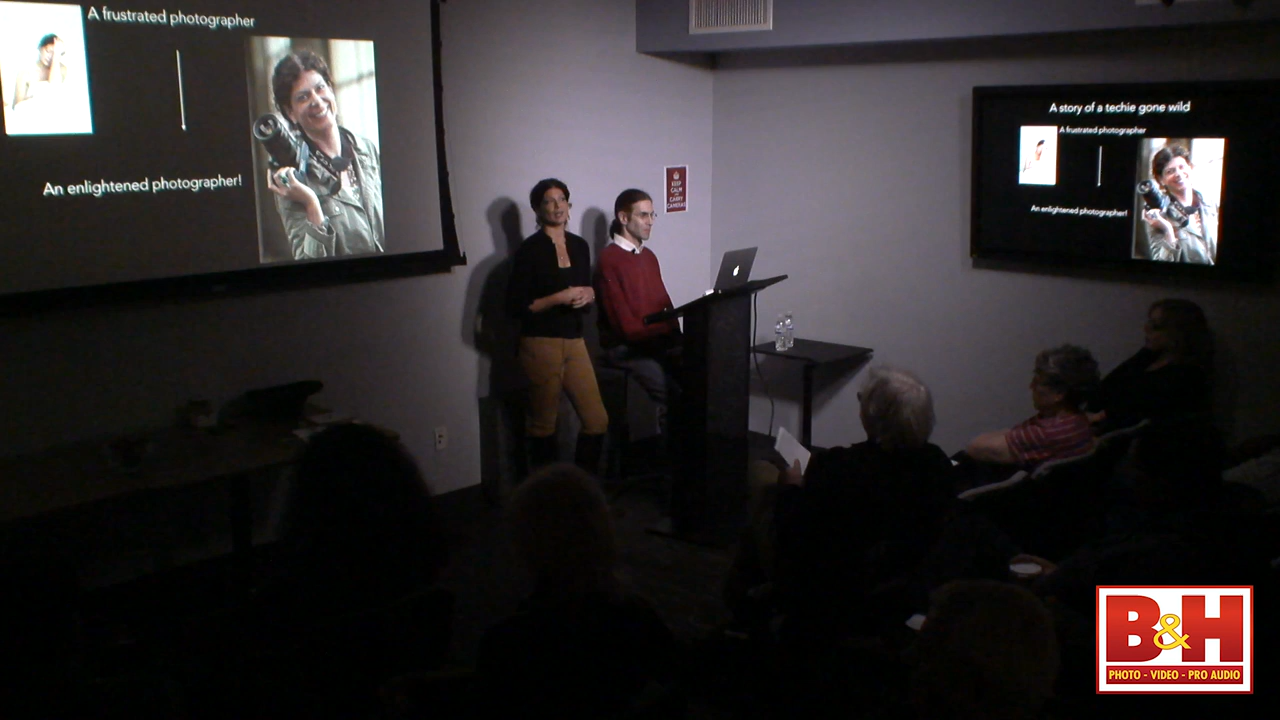 A frustrated photographer
An enlightened photographer!
KEEP
CALM
AND
CARRY
CAMERAS
A story of a techie gone wild
A frustrated photographer
An enlightened photographer!
B&H
PHOTO - VIDEO - PRO AUDIO